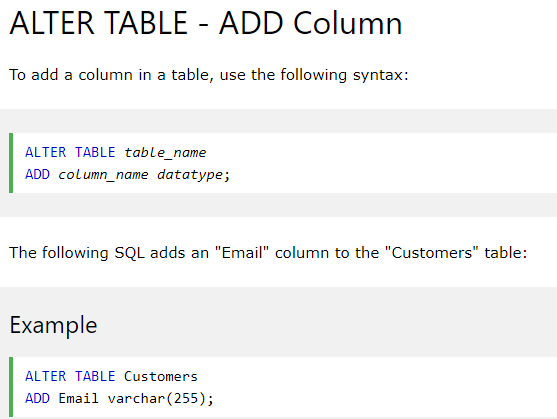 ALTER TABLE - ADD Column
To add a column in a table, use the following syntax:
ALTER TABLE table_name
ADD column_name datatype;
The following SQL adds an "Email" column to the "Customers" table:
Example
ALTER TABLE Customers
ADD Email varchar(255);